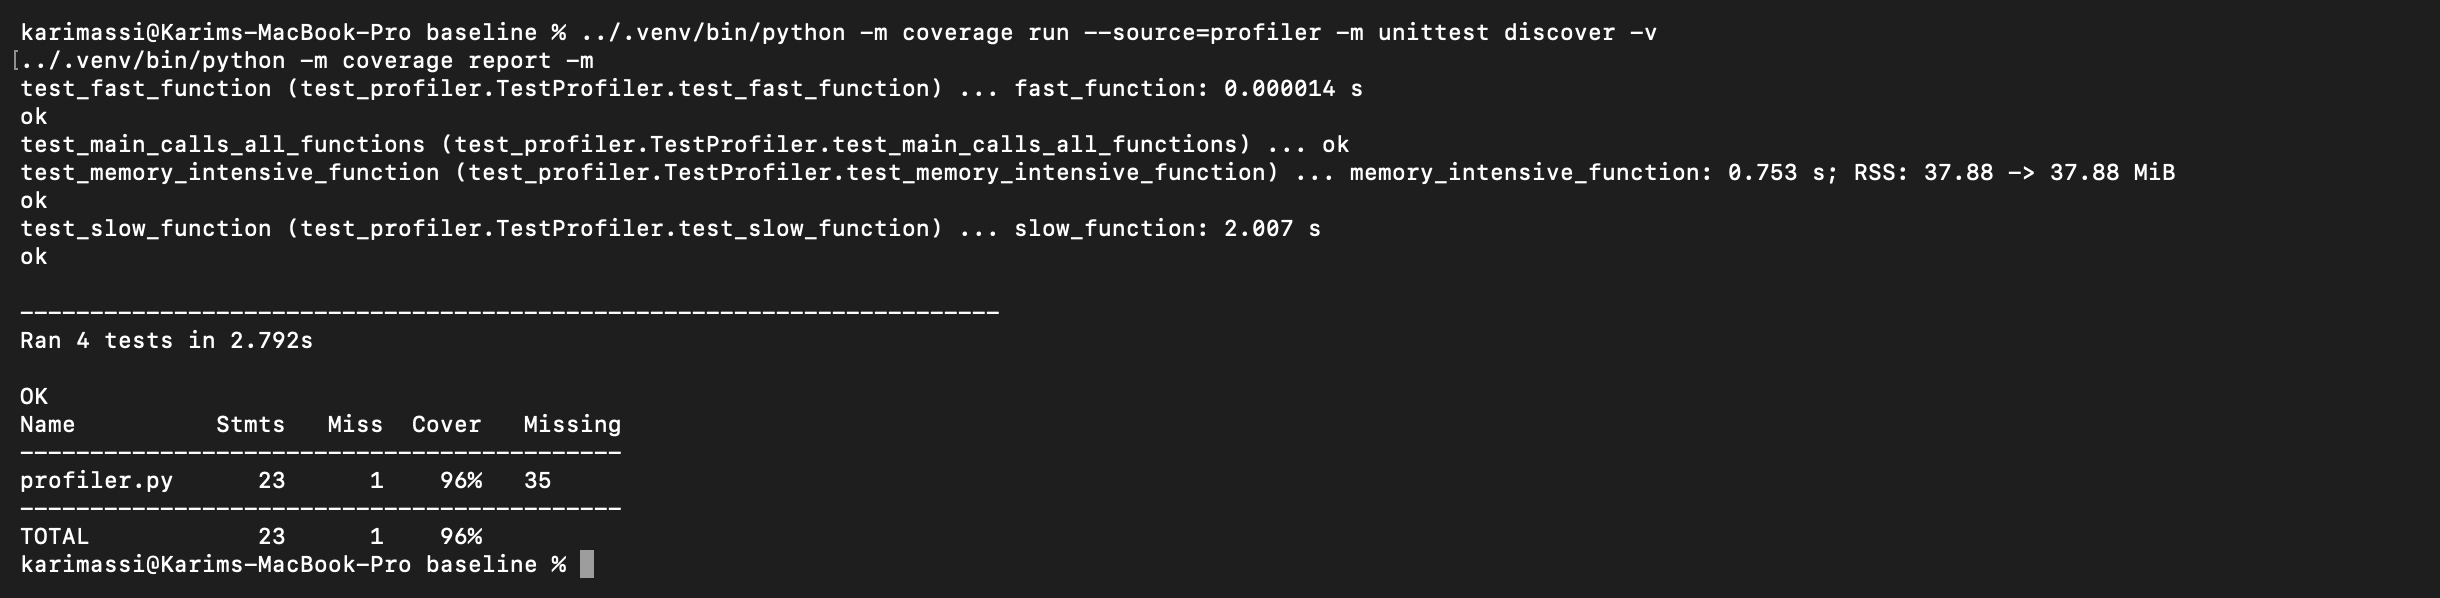 karimassi@Karims-MacBook-Pro baseline % ../.venv/bin/python -m coverage run --source=profiler -m unittest discover -v
[../.venv/bin/python -m coverage report -m
test_fast_function (test_profiler.TestProfiler.test_fast_function) ... fast_function: 0.000014 s
ok
test_main_calls_all_functions (test_profiler.TestProfiler.test_main_calls_all_functions) ... ok
test_memory_intensive_function (test_profiler.TestProfiler.test_memory_intensive_function) ... memory_intensive_function: 0.753 s; RSS: 37.88 -> 37.88 MiB
ok
test_slow_function (test_profiler.TestProfiler.test_slow_function) ... slow_function: 2.007 s
ok
----------------------------------------------------------------------
Ran 4 tests in 2.792s
OK
Name          Stmts   Miss  Cover   Missing
-------------------------------------------
profiler.py      23      1    96%   35
-------------------------------------------
TOTAL            23      1    96%
karimassi@Karims-MacBook-Pro baseline %